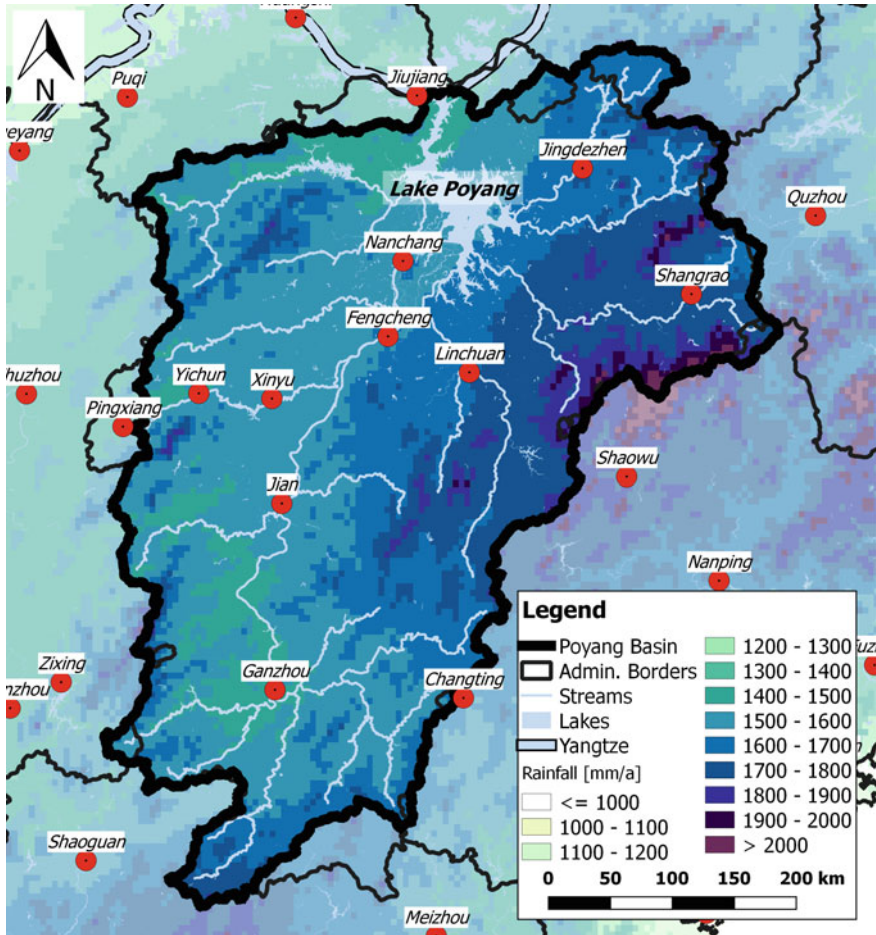 N
Puqi
Jiujiang
Jingdezhen
Lake Poyang
Quzhou
Nanchang
Shangrao
Fengcheng
Linchuan
Yichun
Xinyu
Pingxiang
Shaowu
Jian
Nanping
Zixing
Ganzhou
Changting
Shaoguan
Meizhou
Legend
Poyang Basin
Admin. Borders
Streams
Lakes
Yangtze
Rainfall [mm/a]
<= 1000
1000 - 1100
1100 - 1200
1200 - 1300
1300 - 1400
1400 - 1500
1500 - 1600
1600 - 1700
1700 - 1800
1800 - 1900
1900 - 2000
> 2000
0 50 100 150 200 km